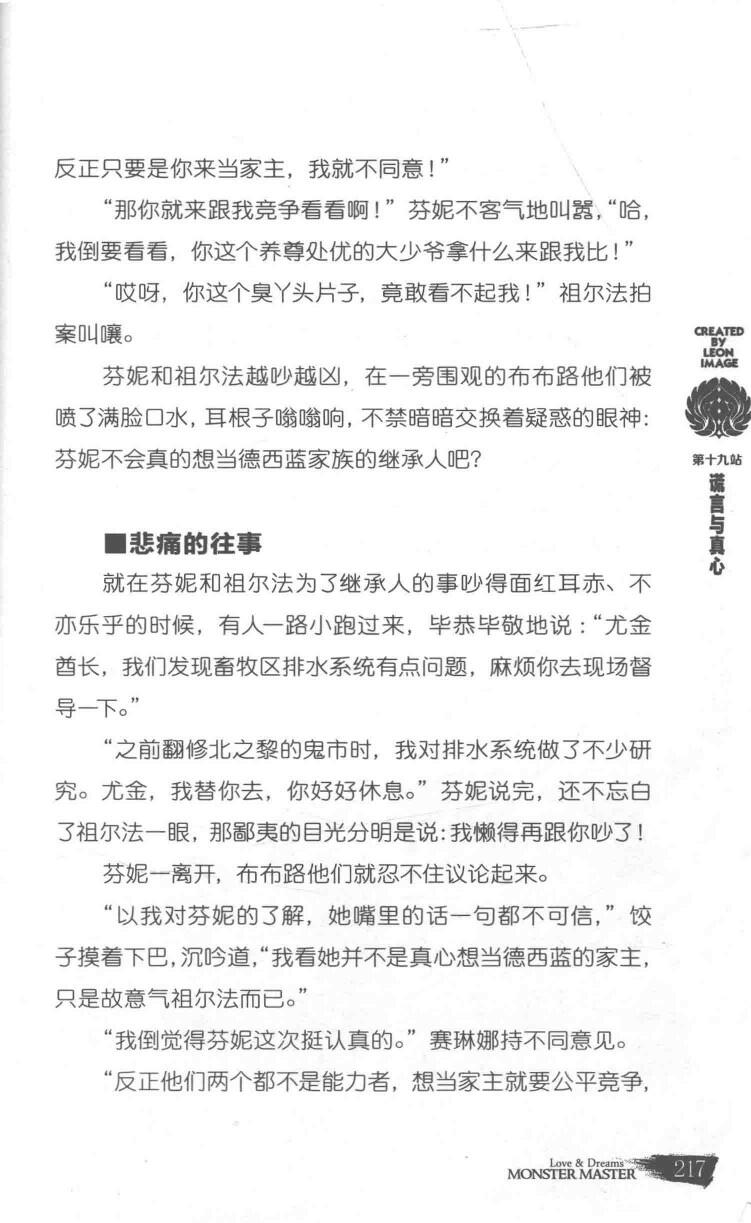 反正只要是你来当家主，我就不同意！”
“那你就来跟我竞争看看啊！”芬妮不客气地叫嚣，“哈，
我倒要看看，你这个养尊处优的大少爷拿什么来跟我比！”
“哎呀，你这个臭丫头片子，竟敢看不起我！”祖尔法拍
案叫嚷。
芬妮和祖尔法越吵越凶，在一旁围观的布布路他们被
喷了满脸口水，耳根子嗡嗡响，不禁暗暗交换着疑惑的眼神：
芬妮不会真的想当德西蓝家族的继承人吧？
■悲痛的往事
就在芬妮和祖尔法为了继承人的事吵得面红耳赤、不
亦乐乎的时候，有人一路小跑过来，毕恭毕敬地说：“尤金
酋长，我们发现畜牧区排水系统有点问题，麻烦你去现场督
导一下。”
“之前翻修北之黎的鬼市时，我对排水系统做了不少研
究。尤金，我替你去，你好好休息。”芬妮说完，还不忘白
了祖尔法一眼，那鄙夷的目光分明是说：我懒得再跟你吵了！
芬妮一离开，布布路他们就忍不住议论起来。
“以我对芬妮的了解，她嘴里的话一句都不可信，”饺
子摸着下巴，沉吟道，“我看她并不是真心想当德西蓝的家主，
只是故意气祖尔法而已。”
“我倒觉得芬妮这次挺认真的。”赛琳娜持不同意见。
“反正他们两个都不是能力者，想当家主就要公平竞争，
CREATED
BY
LEON
IMAGE
第十九站
谎言与真心
Love & Dreams
MONSTER MASTER
217